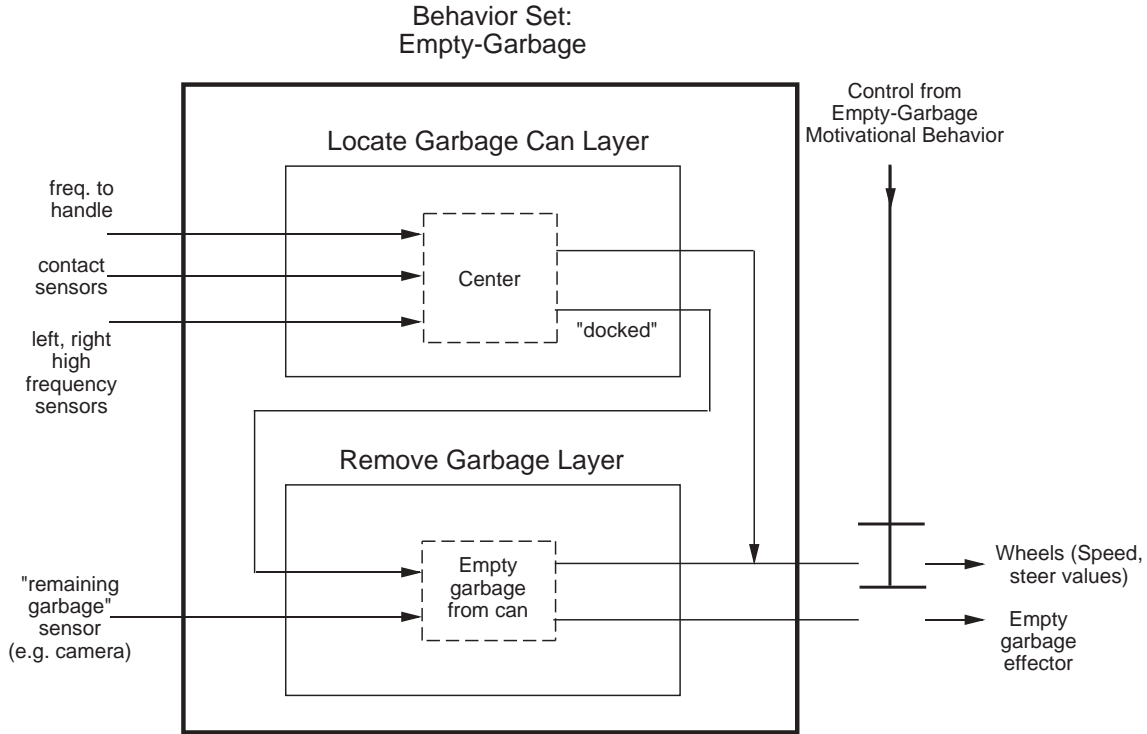 Behavior Set:
Empty-Garbage
Control from
Empty-Garbage
Motivational Behavior
Locate Garbage Can Layer
freq. to
handle
contact
sensors
left, right
high
frequency
sensors
Center
"docked"
Remove Garbage Layer
"remaining
garbage"
sensor
(e.g. camera)
Empty
garbage
from can
Wheels (Speed,
steer values)
Empty
garbage
effector